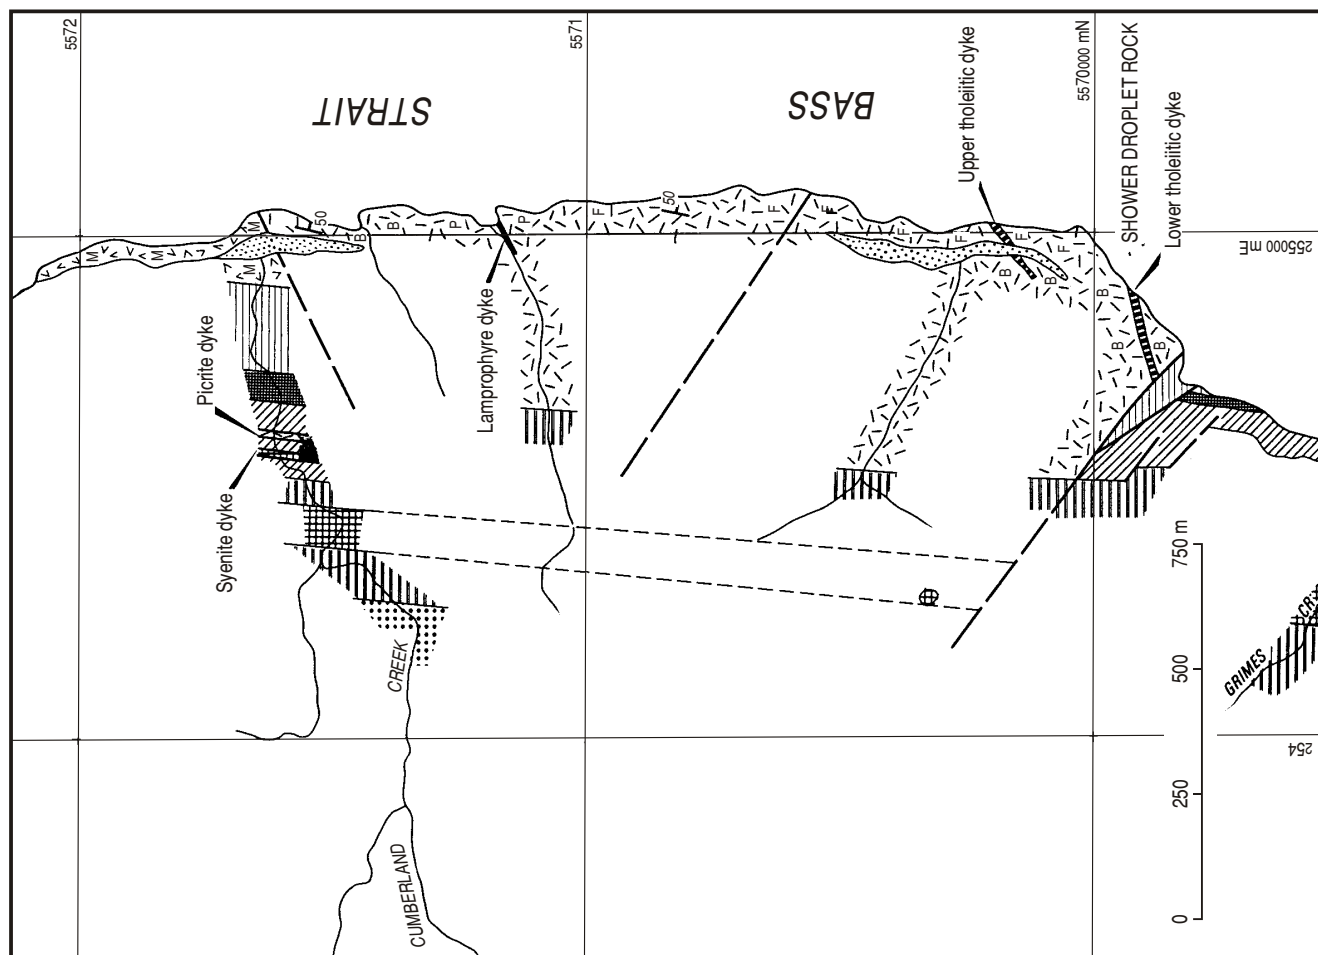 5572
5571
5570000 mN
STRAIT
BASS
Upper tholeiitic dyke
SHOWER DROPLET ROCK
Lower tholeiitic dyke
255000 mE
M
M
M
M
50
B
B
P
P
F
50
F
F
F
F
F
B
B
B
B
B
Picrite dyke
Lamprophyre dyke
Syenite dyke
CREEK
CUMBERLAND
GRIMES
750 m
500
250
0
254